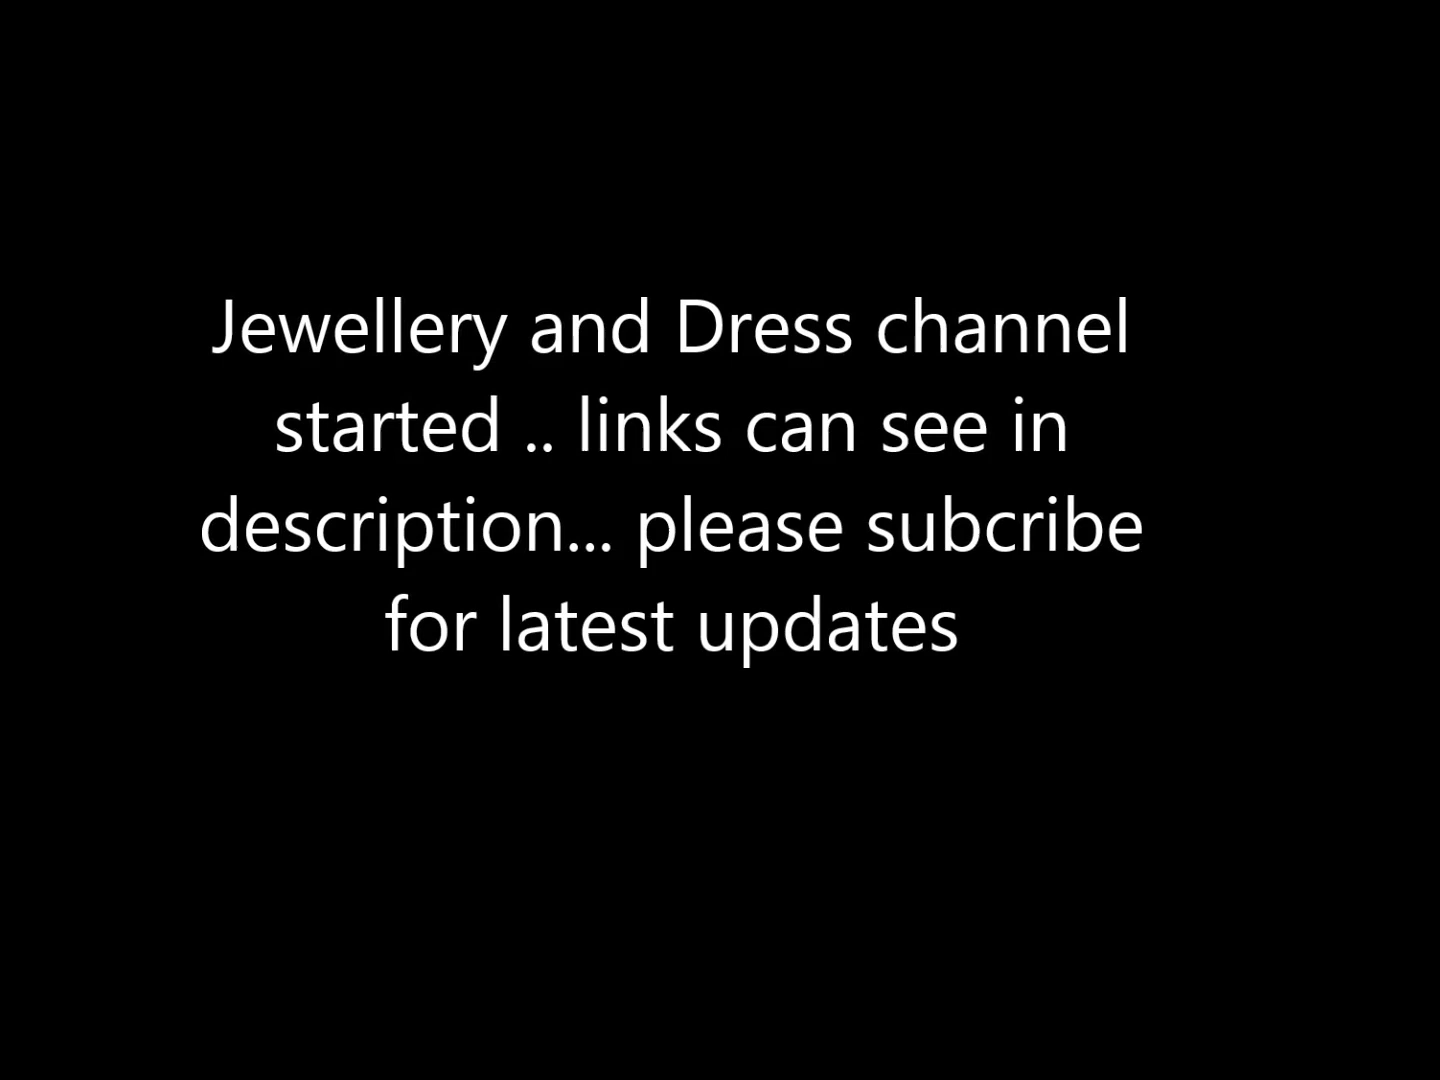 Jewellery and Dress channel
started .. links can see in
description... please subcribe
for latest updates